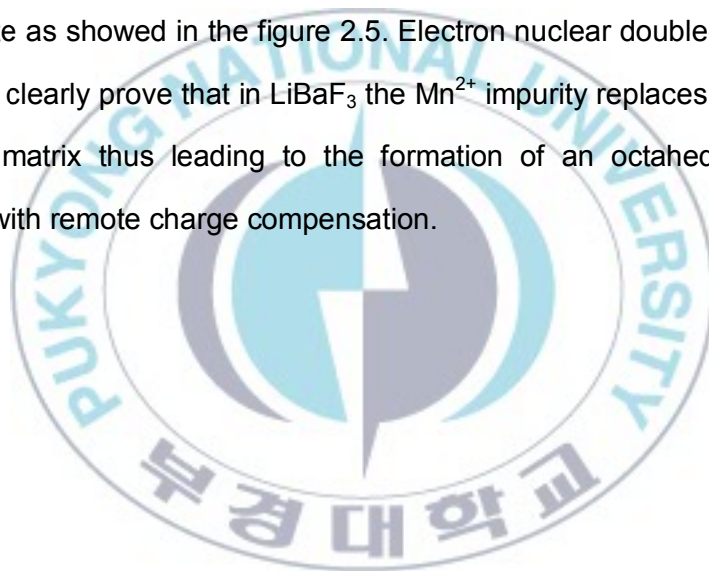 te as showed in the figure 2.5. Electron nuclear double
clearly prove that in LiBaF₃ the Mn²⁺ impurity replaces
matrix thus leading to the formation of an octahed
with remote charge compensation.
PUKYONG NATIONAL UNIVERSITY
부경대학교